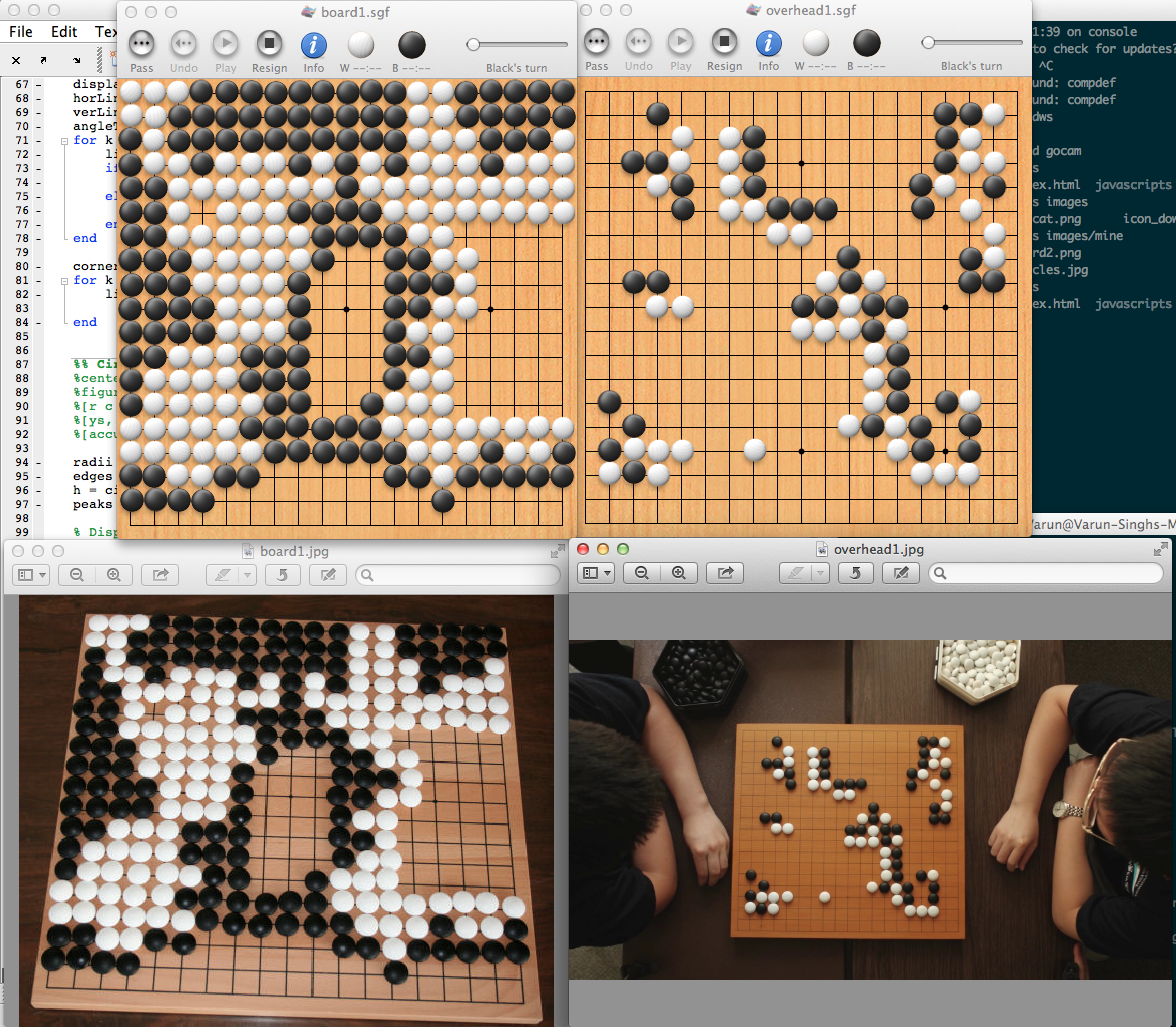 File Edit Tex
board1.sgf
Pass Undo Play Resign Info W --:-- B --:-- Black's turn
overhead1.sgf
Pass Undo Play Resign Info W --:-- B --:-- Black's turn
67 - displa
68 - horLin
69 - verLin
70 - angleT
71 - for k
72 - li
73 - if
74 -
75 - el
76 -
77 - en
78 - end
79
80 - corner
81 - for k
82 - li
83
84 - end
85
86
87 %% Cir
88 %cente
89 %figur
90 %[r c
91 %[ys,
92 %[accu
93
94 - radii
95 - edges
96 - h = ci
97 - peaks
98
99 % Disp
1:39 on console
to check for updates?
^C
und: compdef
und: compdef
dws
d gocam
s
ex.html javascripts
s images
cat.png icon_dow
s images/mine
rd2.png
cles.jpg
s
ex.html javascripts
Varun@Varun-Singhs-M
board1.jpg
overhead1.jpg